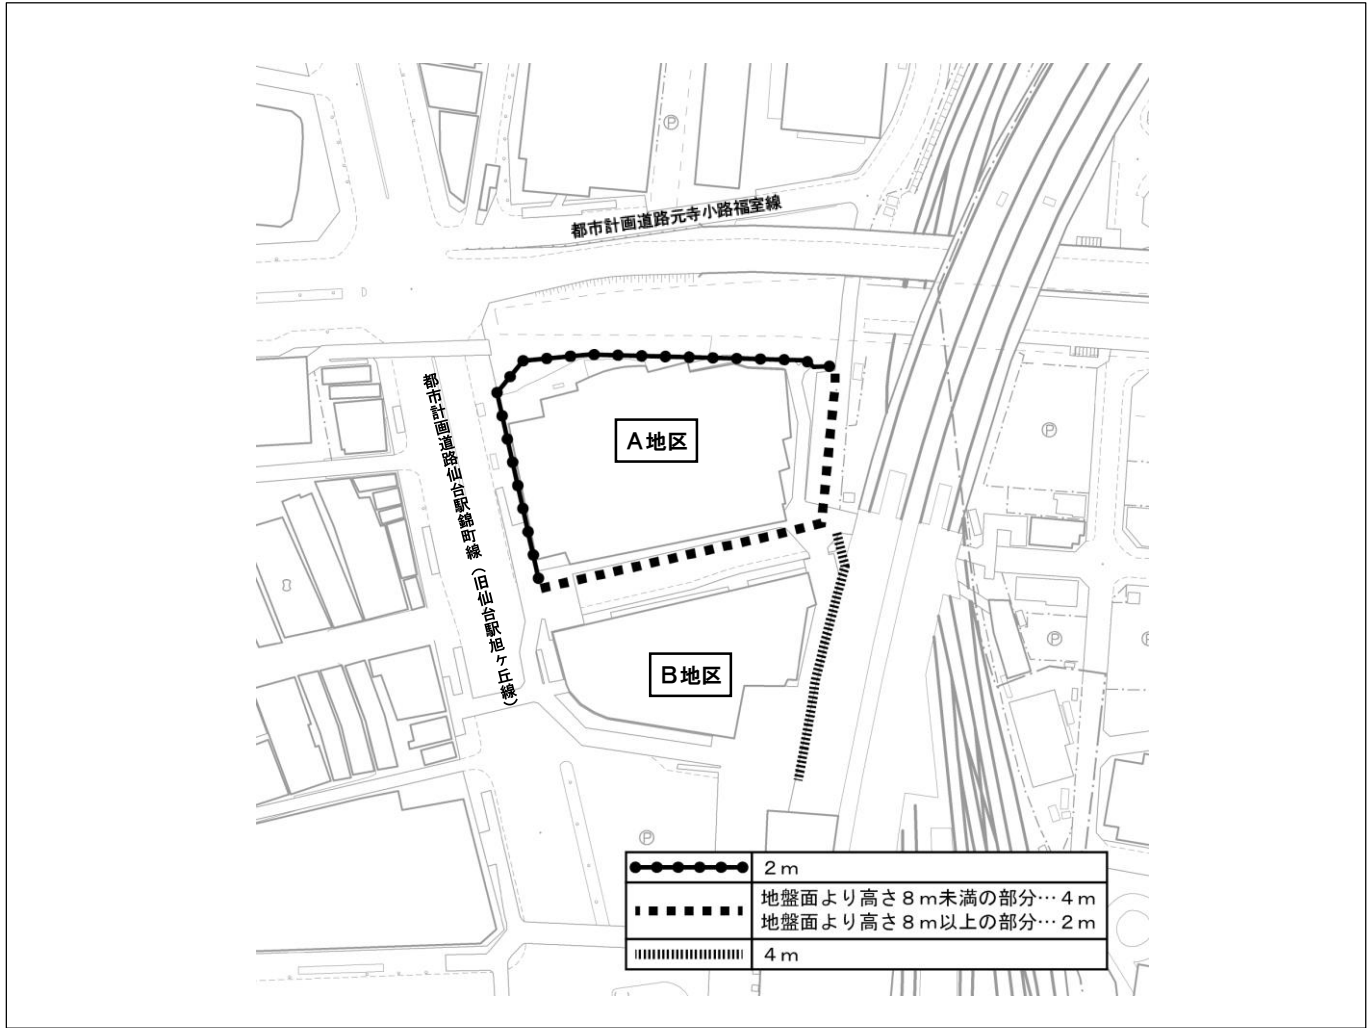 Ⓟ
都市計画道路元寺小路福室線
都市計画道路仙台駅錦町線（旧仙台駅旭ヶ丘線）
A地区
Ⓟ
B地区
Ⓟ
Ⓟ
Ⓟ
2m
地盤面より高さ8m未満の部分…4m
地盤面より高さ8m以上の部分…2m
4m